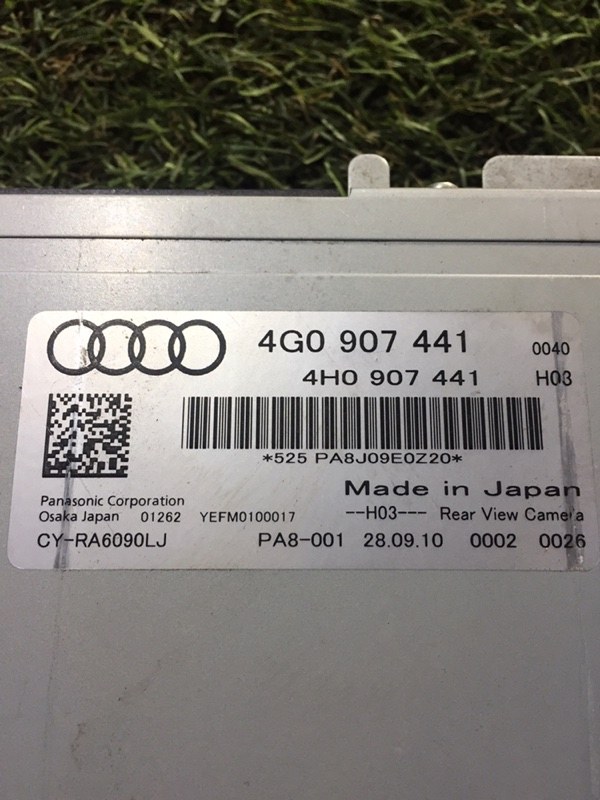 4G0 907 441 0040
4H0 907 441 H03
*525 PA8J09E0Z20*
Made in Japan
Panasonic Corporation
Osaka Japan 01262 YEFM0100017 --H03--- Rear View Camera
CY-RA6090LJ PA8-001 28.09.10 0002 0026